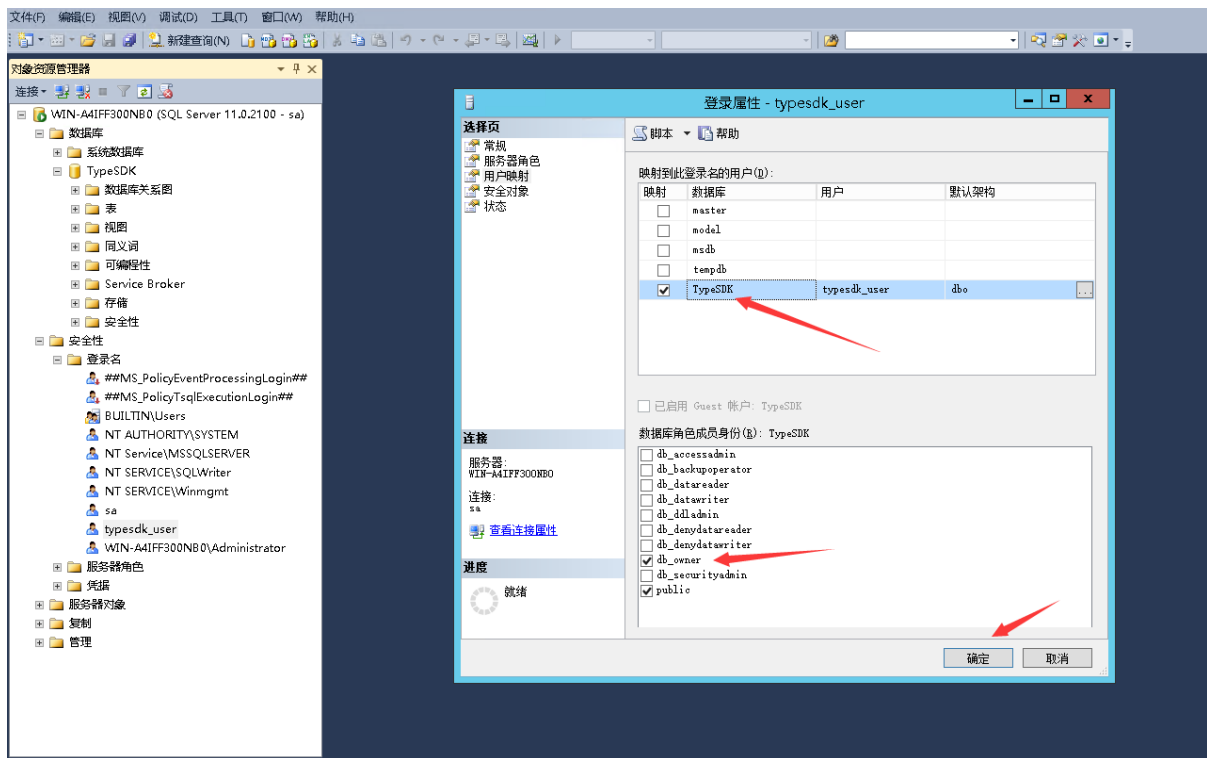 文件(F) 编辑(E) 视图(V) 调试(D) 工具(T) 窗口(W) 帮助(H)
新建查询(N)
对象资源管理器
连接
WIN-A4IFF300NB0 (SQL Server 11.0.2100 - sa)
数据库
系统数据库
TypeSDK
数据库关系图
表
视图
同义词
可编程性
Service Broker
存储
安全性
安全性
登录名
##MS_PolicyEventProcessingLogin##
##MS_PolicyTsqlExecutionLogin##
BUILTIN\Users
NT AUTHORITY\SYSTEM
NT Service\MSSQLSERVER
NT SERVICE\SQLWriter
NT SERVICE\Winmgmt
sa
typesdk_user
WIN-A4IFF300NB0\Administrator
服务器角色
凭据
服务器对象
复制
管理
登录属性 - typesdk_user
选择页
常规
服务器角色
用户映射
安全对象
状态
连接
服务器:
WIN-A4IFF300NB0
连接:
sa
查看连接属性
进度
就绪
脚本 帮助
映射到此登录名的用户(D):
映射 数据库 用户 默认架构
master
model
msdb
tempdb
TypeSDK typesdk_user dbo ...
已启用 Guest 帐户: TypeSDK
数据库角色成员身份(R): TypeSDK
db_accessadmin
db_backupoperator
db_datareader
db_datawriter
db_ddladmin
db_denydatareader
db_denydatawriter
db_owner
db_securityadmin
public
确定 取消